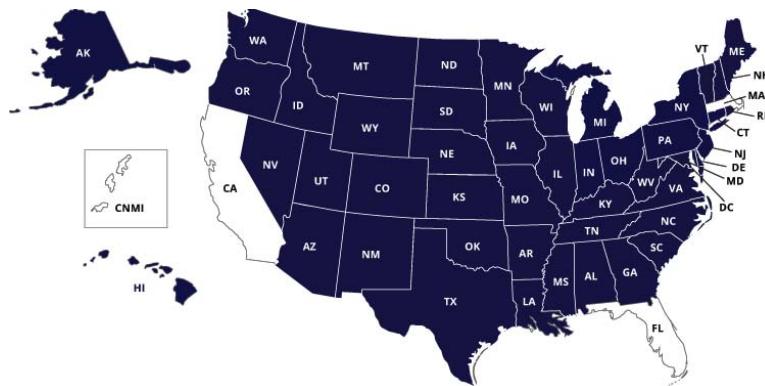 AK
WA
MT
ND
MN
VT
ME
NH
OR
ID
SD
WI
MI
NY
MA
RI
WY
CT
NE
IA
PA
NJ
NV
UT
CO
IL
IN
OH
DE
MD
CA
KS
MO
WV
VA
DC
CNMI
KY
NC
AZ
NM
OK
TN
AR
SC
HI
TX
LA
MS
AL
GA
FL